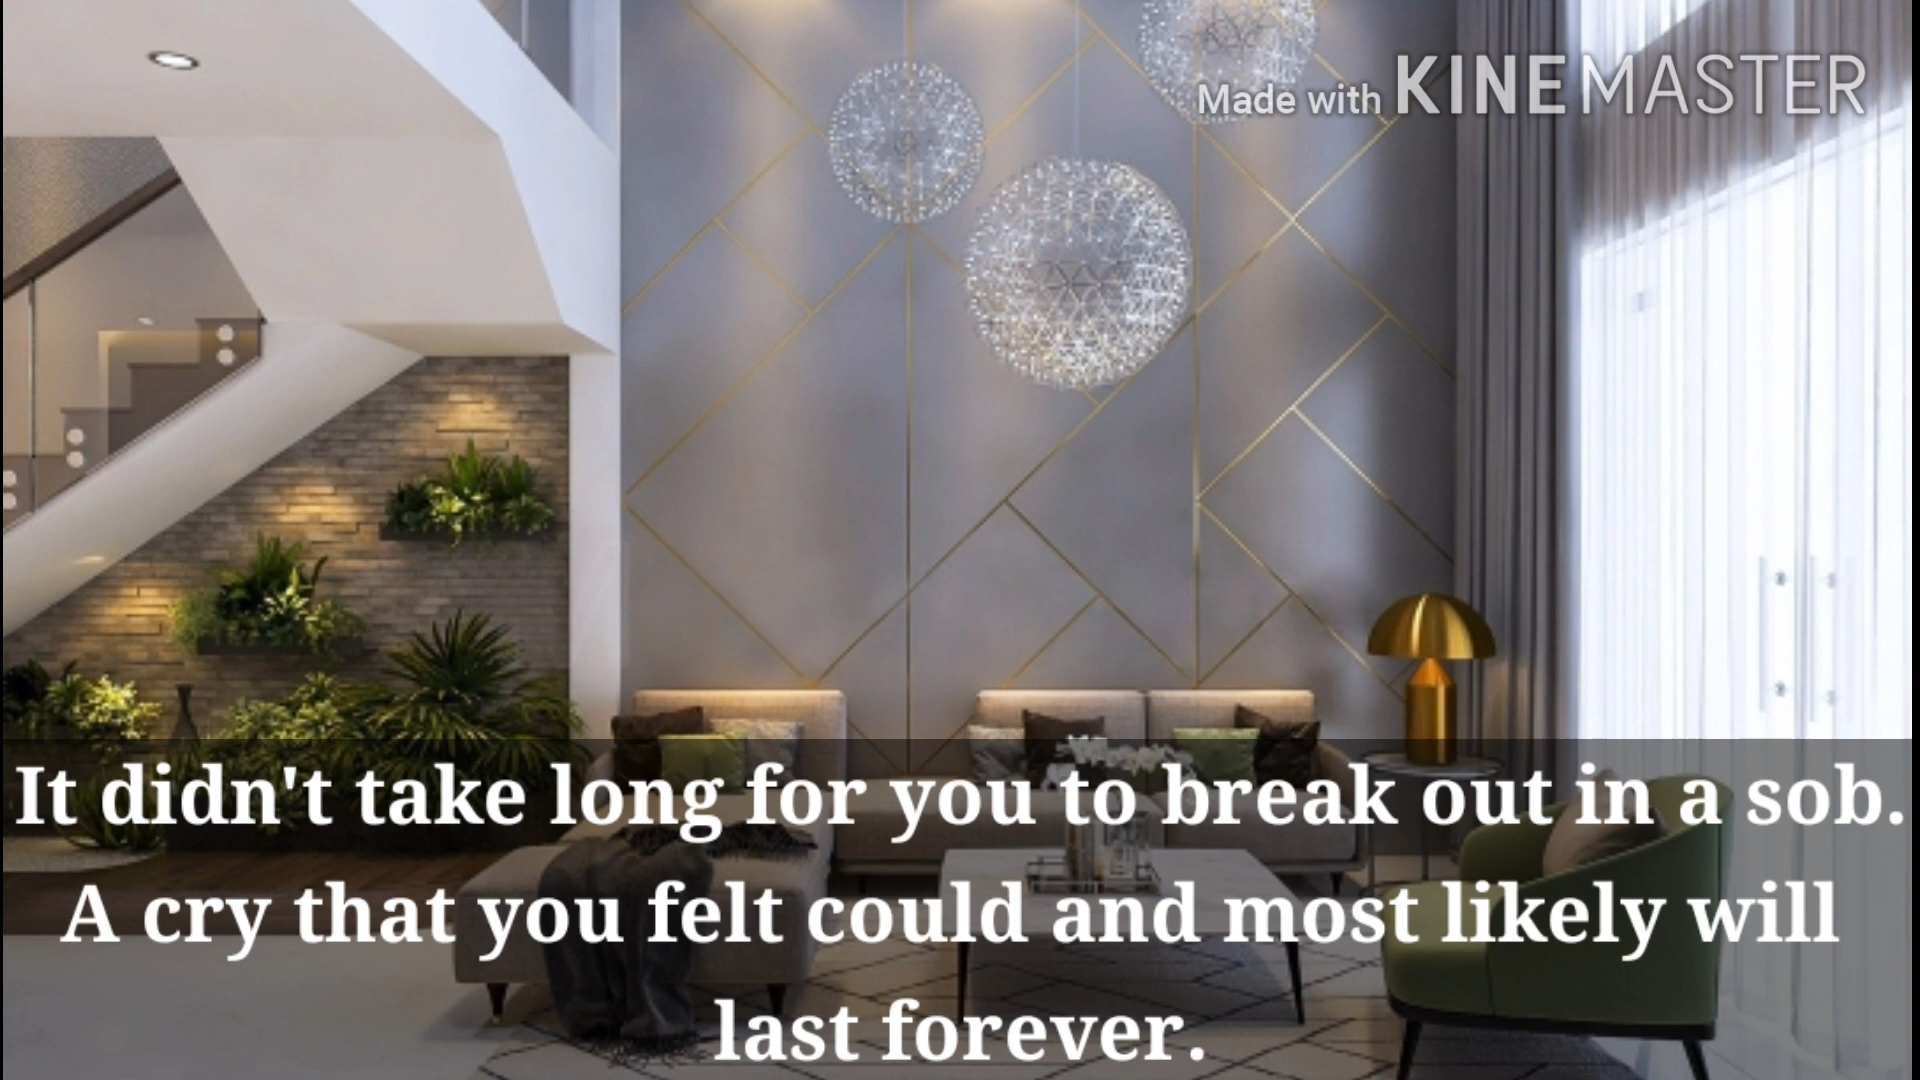 Made with KINEMASTER
It didn't take long for you to break out in a sob.
A cry that you felt could and most likely will
last forever.